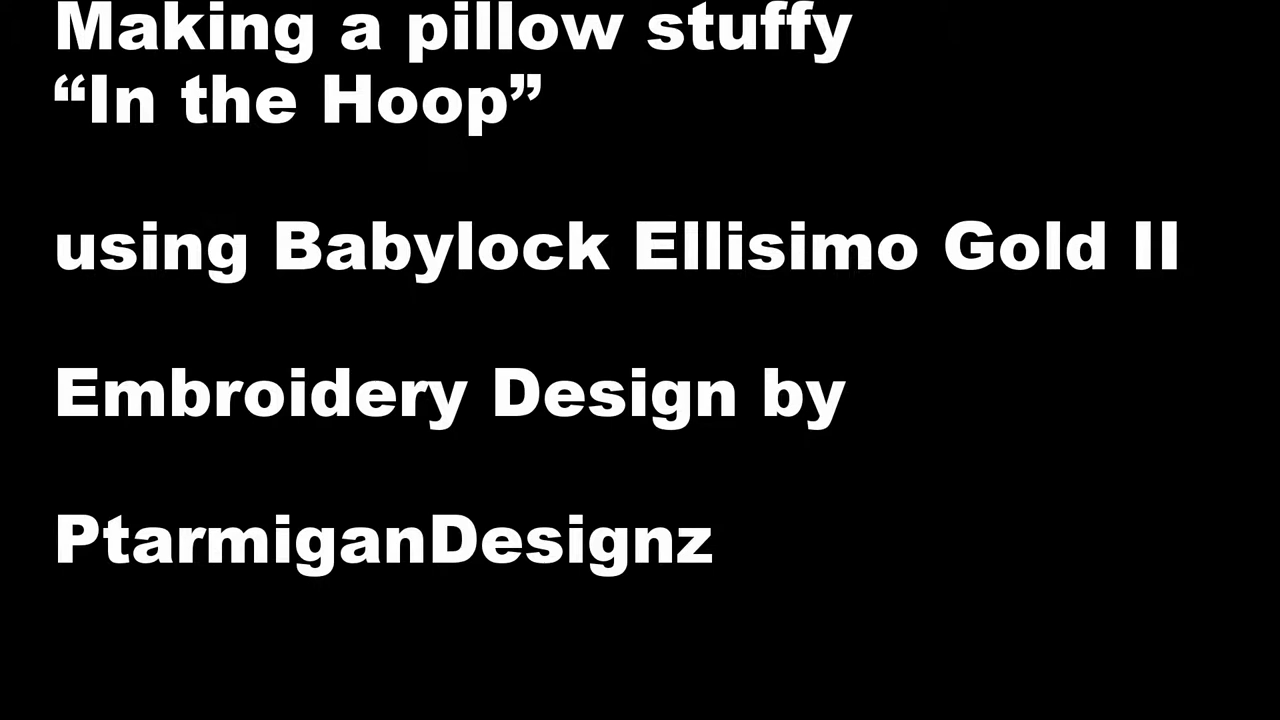 Making a pillow stuffy
“In the Hoop”
using Babylock Ellisimo Gold II
Embroidery Design by
PtarmiganDesignz